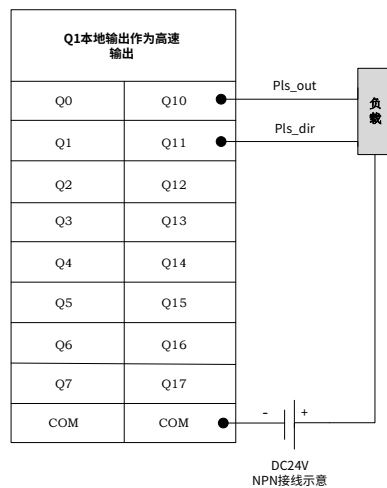 Q1本地输出作为高速
输出
Pls_out
Q0 Q10
负
载
Pls_dir
Q1 Q11
Q2 Q12
Q3 Q13
Q4 Q14
Q5 Q15
Q6 Q16
Q7 Q17
COM COM
- +
DC24V
NPN接线示意